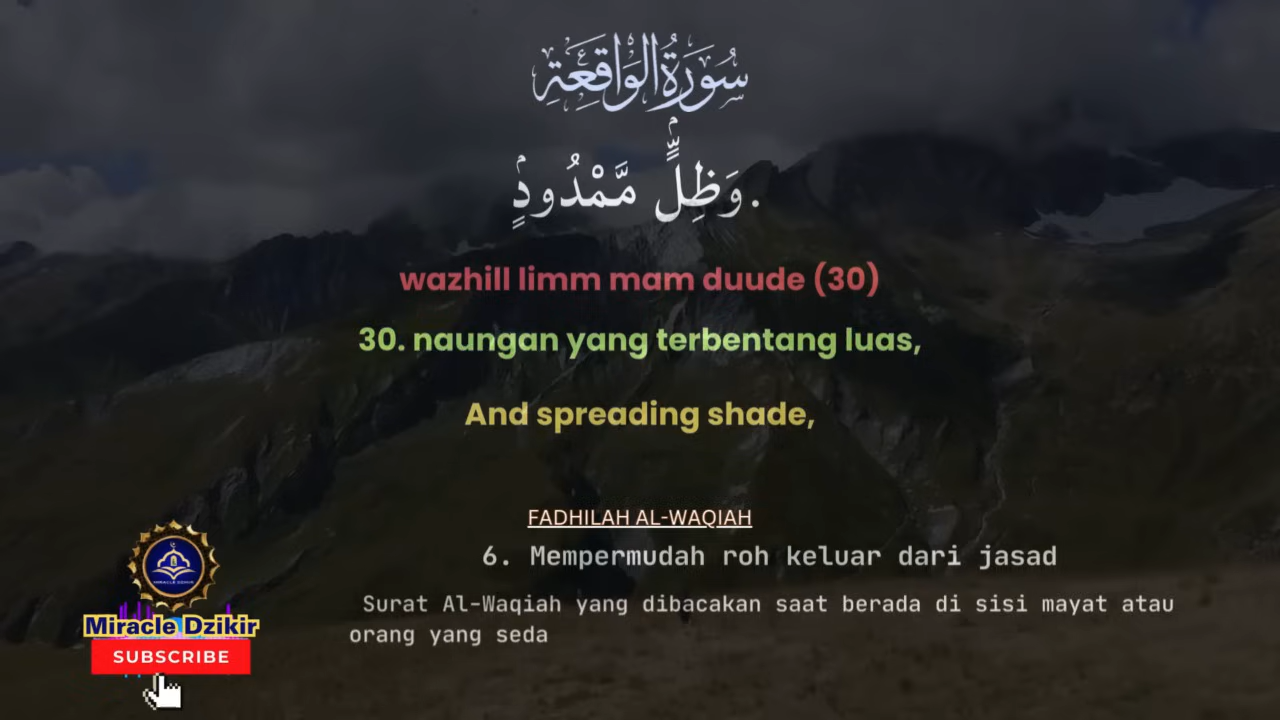 سُورَةُ الوَاقِعَةِ
.وَظِلٍّ مَّمْدُودٍ
wazhill limm mam duude (30)
30. naungan yang terbentang luas,
And spreading shade,
FADHILAH AL-WAQIAH
6. Mempermudah roh keluar dari jasad
Surat Al-Waqiah yang dibacakan saat berada di sisi mayat atau
orang yang seda
MIRACLE DZIKIR
Miracle Dzikir
SUBSCRIBE